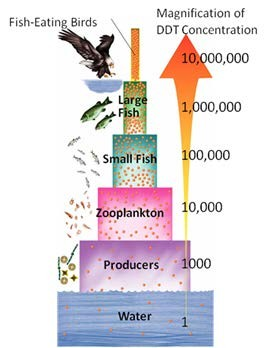 Fish-Eating Birds
Magnification of
DDT Concentration
10,000,000
Large
Fish
1,000,000
Small Fish
100,000
Zooplankton
10,000
Producers
1000
Water
1